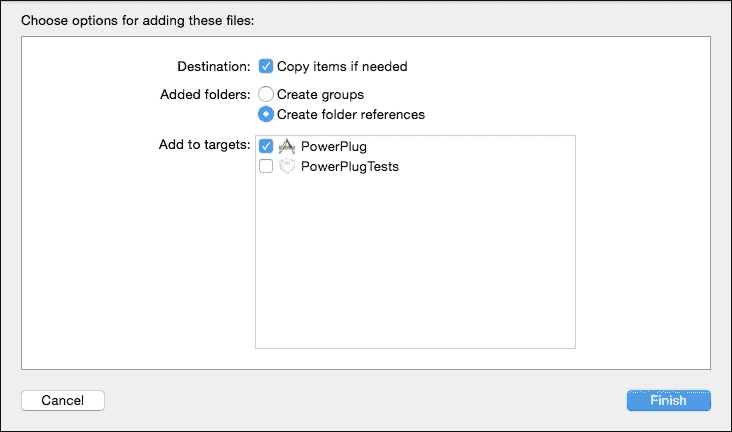 Choose options for adding these files:
Destination: Copy items if needed
Added folders: Create groups
Create folder references
Add to targets: PowerPlug
PowerPlugTests
Cancel Finish